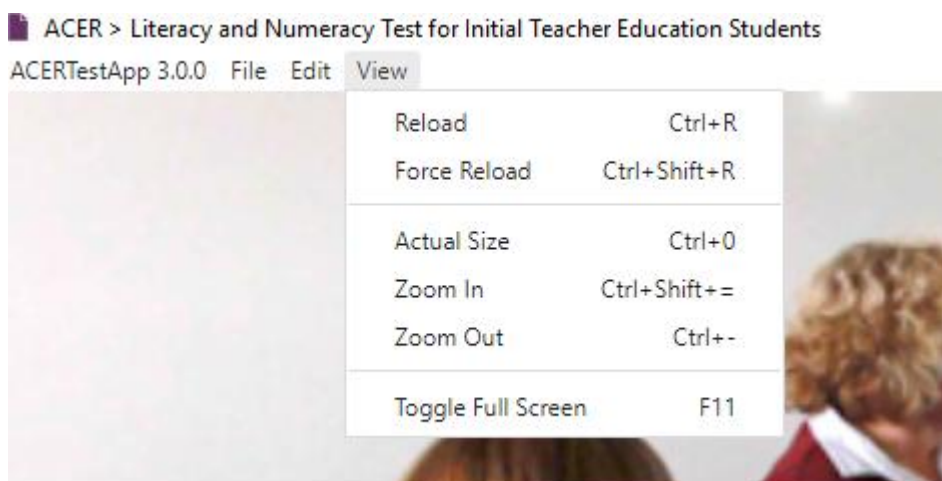 ACER > Literacy and Numeracy Test for Initial Teacher Education Students
ACERTestApp 3.0.0 File Edit View
Reload Ctrl+R
Force Reload Ctrl+Shift+R
Actual Size Ctrl+0
Zoom In Ctrl+Shift+=
Zoom Out Ctrl+-
Toggle Full Screen F11